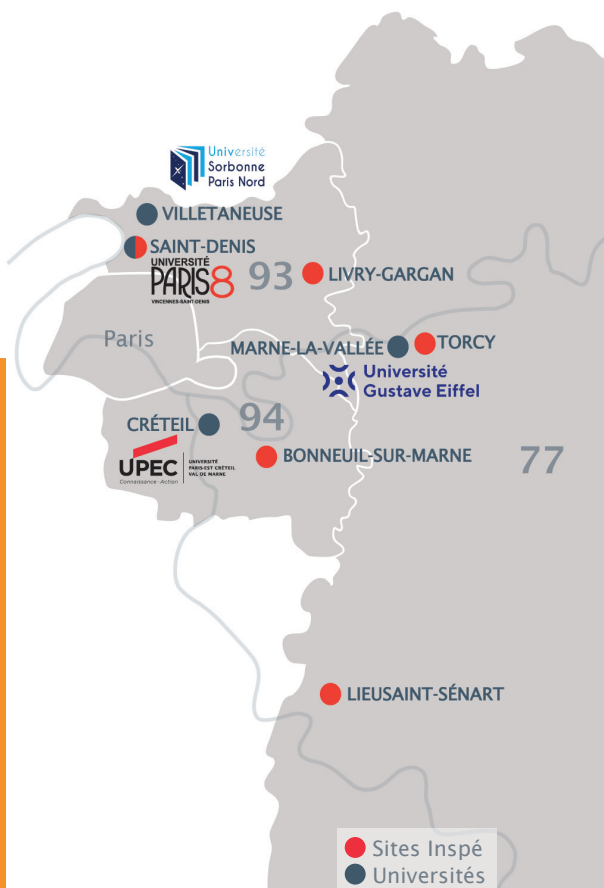 Université
Sorbonne
Paris Nord
VILLETANEUSE
SAINT-DENIS
UNIVERSITÉ
PARIS8
VINCENNES-SAINT-DENIS
93
LIVRY-GARGAN
Paris
MARNE-LA-VALLÉE
TORCY
Université
Gustave Eiffel
CRÉTEIL
94
UPEC
Connaissance - Action
UNIVERSITÉ
PARIS-EST CRÉTEIL
VAL DE MARNE
BONNEUIL-SUR-MARNE
77
LIEUSAINT-SÉNART
Sites Inspé
Universités